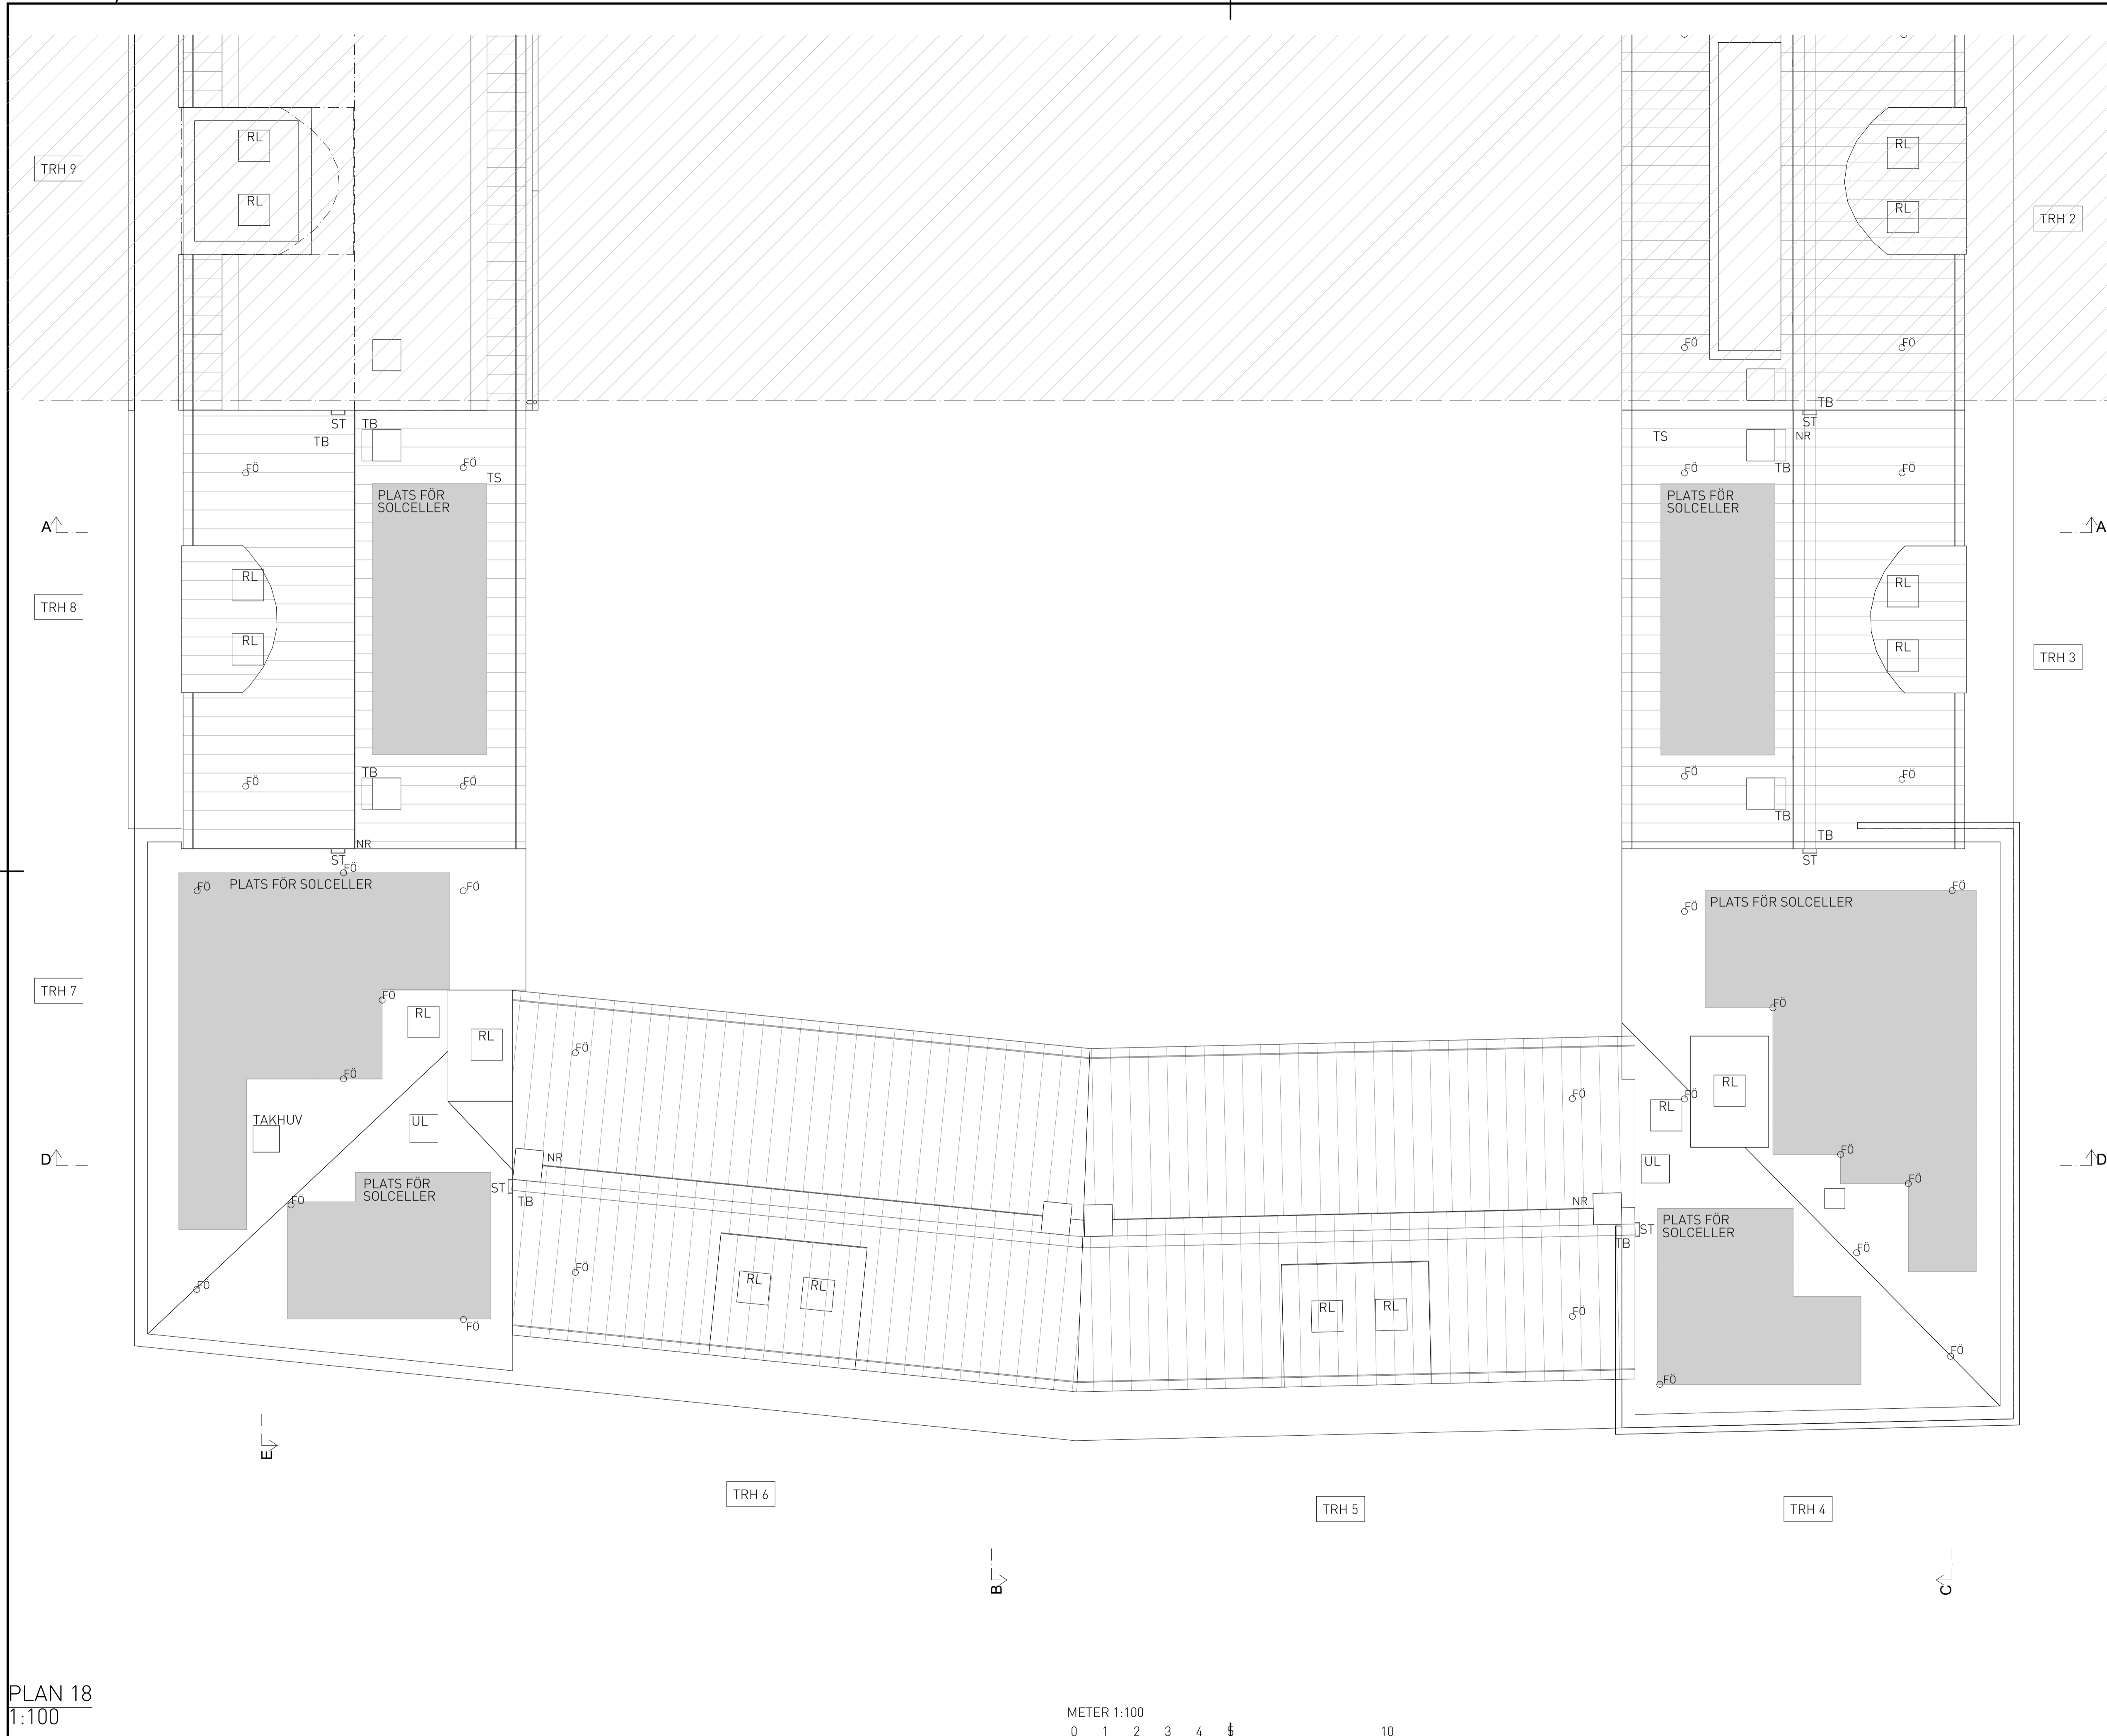 RL
RL
TRH 9
RL
RL
TRH 2
FÖ
FÖ
TB
ST
TB
TB
ST
TS
NR
FÖ
FÖ
TS
FÖ
TB
FÖ
PLATS FÖR
SOLCELLER
PLATS FÖR
SOLCELLER
A
A
RL
RL
TRH 8
RL
RL
TRH 3
TB
FÖ
FÖ
FÖ
FÖ
TB
TB
NR
ST
ST
FÖ
FÖ
PLATS FÖR SOLCELLER
FÖ
FÖ
FÖ
PLATS FÖR SOLCELLER
TRH 7
FÖ
FÖ
RL
RL
FÖ
FÖ
RL
FÖ
FÖ
RL
TAKHUV
UL
D
NR
FÖ
UL
D
PLATS FÖR
SOLCELLER
ST
TB
FÖ
FÖ
NR
PLATS FÖR
SOLCELLER
ST
TB
FÖ
FÖ
RL
RL
FÖ
RL
RL
FÖ
FÖ
FÖ
FÖ
E
TRH 6
TRH 5
TRH 4
B
C
PLAN 18
1:100
METER 1:100
0 1 2 3 4 5 10